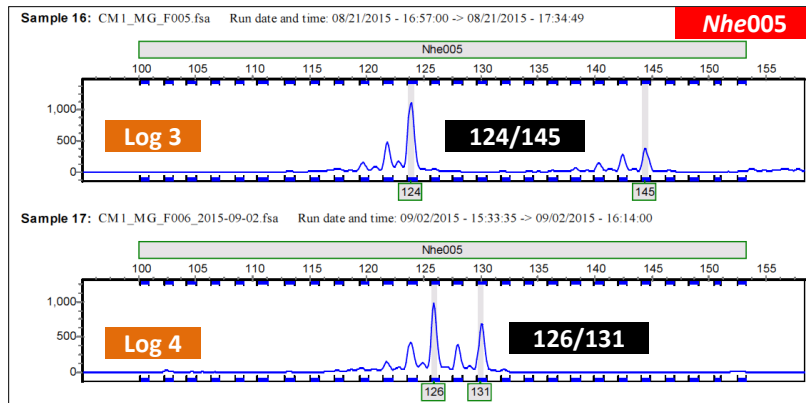 Sample 16: CM1_MG_F005.fsa Run date and time: 08/21/2015 - 16:57:00 -> 08/21/2015 - 17:34:49
Nhe005
Nhe005
100 105 110 115 120 125 130 135 140 145 150 155
1,000
500
0
Log 3
124/145
124 145
Sample 17: CM1_MG_F006_2015-09-02.fsa Run date and time: 09/02/2015 - 15:33:35 -> 09/02/2015 - 16:14:00
Nhe005
100 105 110 115 120 125 130 135 140 145 150 155
1,000
500
0
Log 4
126/131
126 131